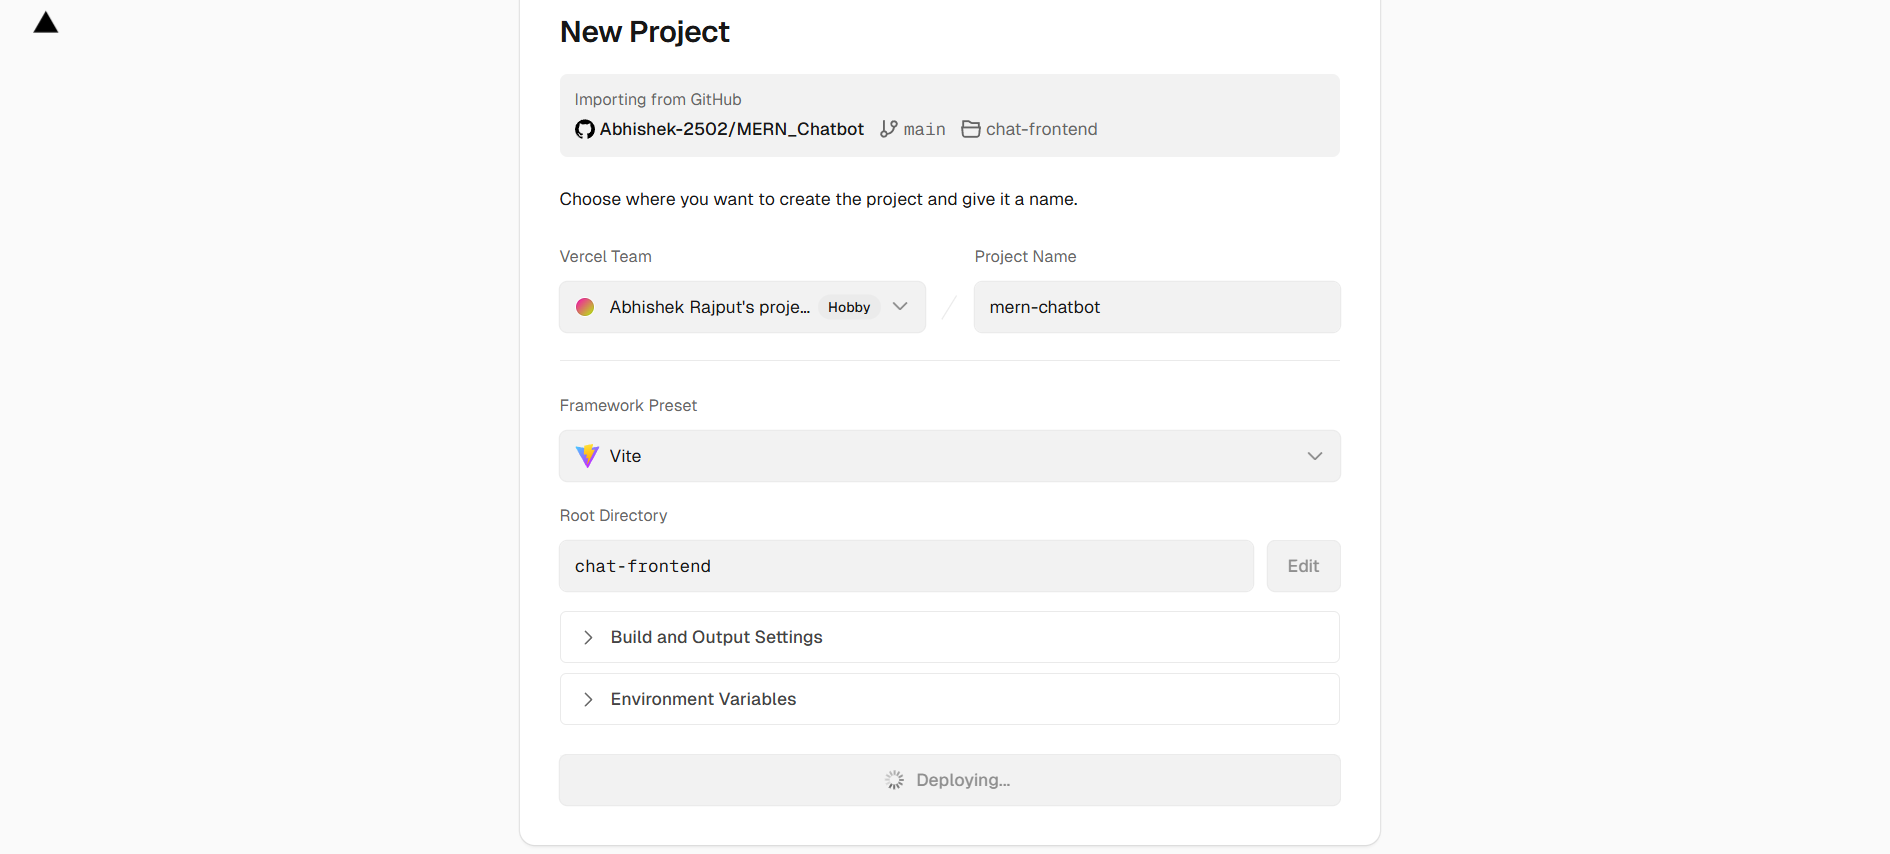 New Project
Importing from GitHub
Abhishek-2502/MERN_Chatbot main chat-frontend
Choose where you want to create the project and give it a name.
Vercel Team Project Name
Abhishek Rajput's proje... Hobby / mern-chatbot
Framework Preset
Vite
Root Directory
chat-frontend Edit
Build and Output Settings
Environment Variables
Deploying...